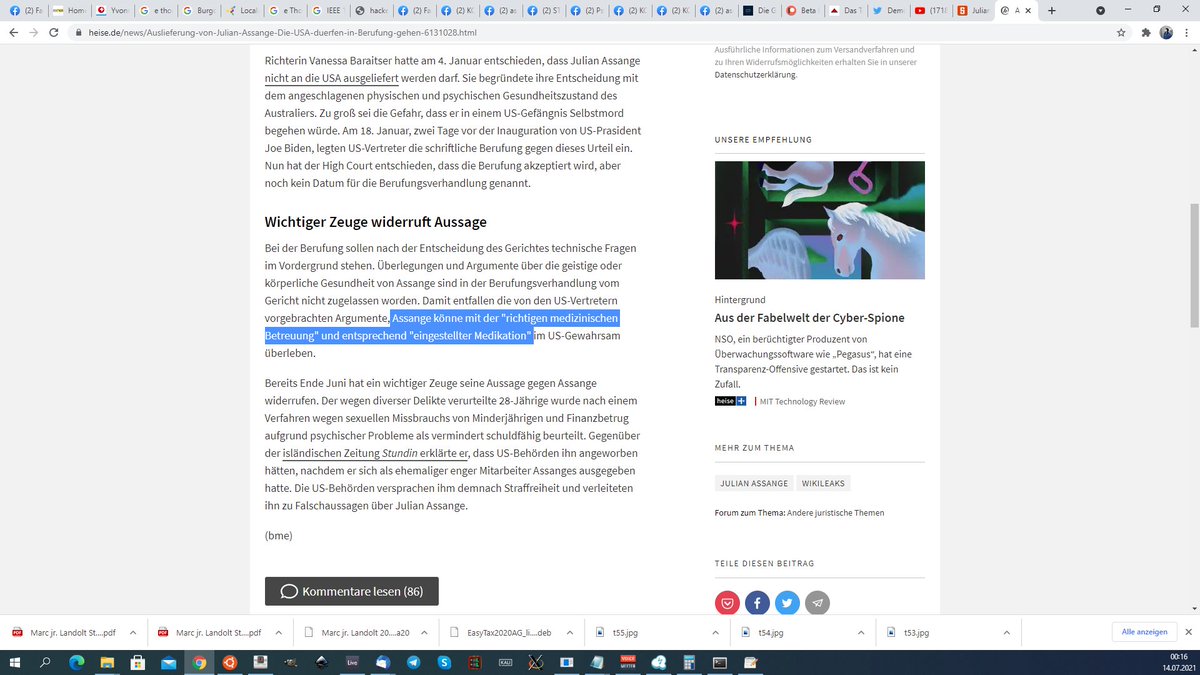 (2) Fa
Home
Yvon
e tho
Burg
Local
e Tho
IEEE
hacke
(2) Fa
(2) KC
(2) as
(2) ST
(2) Ps
(2) KC
(2) KC
(2) as
Die G
Beta
Das T
Dem
(1718
Julian
A
heise.de/news/Auslieferung-von-Julian-Assange-Die-USA-duerfen-in-Berufung-gehen-6131028.html
Richterin Vanessa Baraitser hatte am 4. Januar entschieden, dass Julian Assange
nicht an die USA ausgeliefert werden darf. Sie begründete ihre Entscheidung mit
dem angeschlagenen physischen und psychischen Gesundheitszustand des
Australiers. Zu groß sei die Gefahr, dass er in einem US-Gefängnis Selbstmord
begehen würde. Am 18. Januar, zwei Tage vor der Inauguration von US-Präsident
Joe Biden, legten US-Vertreter die schriftliche Berufung gegen dieses Urteil ein.
Nun hat der High Court entschieden, dass die Berufung akzeptiert wird, aber
noch kein Datum für die Berufungsverhandlung genannt.
Wichtiger Zeuge widerruft Aussage
Bei der Berufung sollen nach der Entscheidung des Gerichtes technische Fragen
im Vordergrund stehen. Überlegungen und Argumente über die geistige oder
körperliche Gesundheit von Assange sind in der Berufungsverhandlung vom
Gericht nicht zugelassen worden. Damit entfallen die von den US-Vertretern
vorgebrachten Argumente, Assange könne mit der "richtigen medizinischen
Betreuung" und entsprechend "eingestellter Medikation" im US-Gewahrsam
überleben.
Bereits Ende Juni hat ein wichtiger Zeuge seine Aussage gegen Assange
widerrufen. Der wegen diverser Delikte verurteilte 28-Jährige wurde nach einem
Verfahren wegen sexuellen Missbrauchs von Minderjährigen und Finanzbetrug
aufgrund psychischer Probleme als vermindert schuldfähig beurteilt. Gegenüber
der isländischen Zeitung Stundin erklärte er, dass US-Behörden ihn angeworben
hätten, nachdem er sich als ehemaliger enger Mitarbeiter Assanges ausgegeben
hatte. Die US-Behörden versprachen ihm demnach Straffreiheit und verleiteten
ihn zu Falschaussagen über Julian Assange.
(bme)
Kommentare lesen (86)
Ausführliche Informationen zum Versandverfahren und
zu Ihren Widerrufsmöglichkeiten erhalten Sie in unserer
Datenschutzerklärung.
UNSERE EMPFEHLUNG
Hintergrund
Aus der Fabelwelt der Cyber-Spione
NSO, ein berüchtigter Produzent von
Überwachungssoftware wie „Pegasus“, hat eine
Transparenz-Offensive gestartet. Das ist kein
Zufall.
heise + MIT Technology Review
MEHR ZUM THEMA
JULIAN ASSANGE WIKILEAKS
Forum zum Thema: Andere juristische Themen
TEILE DIESEN BEITRAG
Marc jr. Landolt St....pdf
Marc jr. Landolt St....pdf
Marc jr. Landolt 20....a20
EasyTax2020AG_li....deb
t55.jpg
t54.jpg
t53.jpg
Alle anzeigen
Live
KALI
00:16
14.07.2021